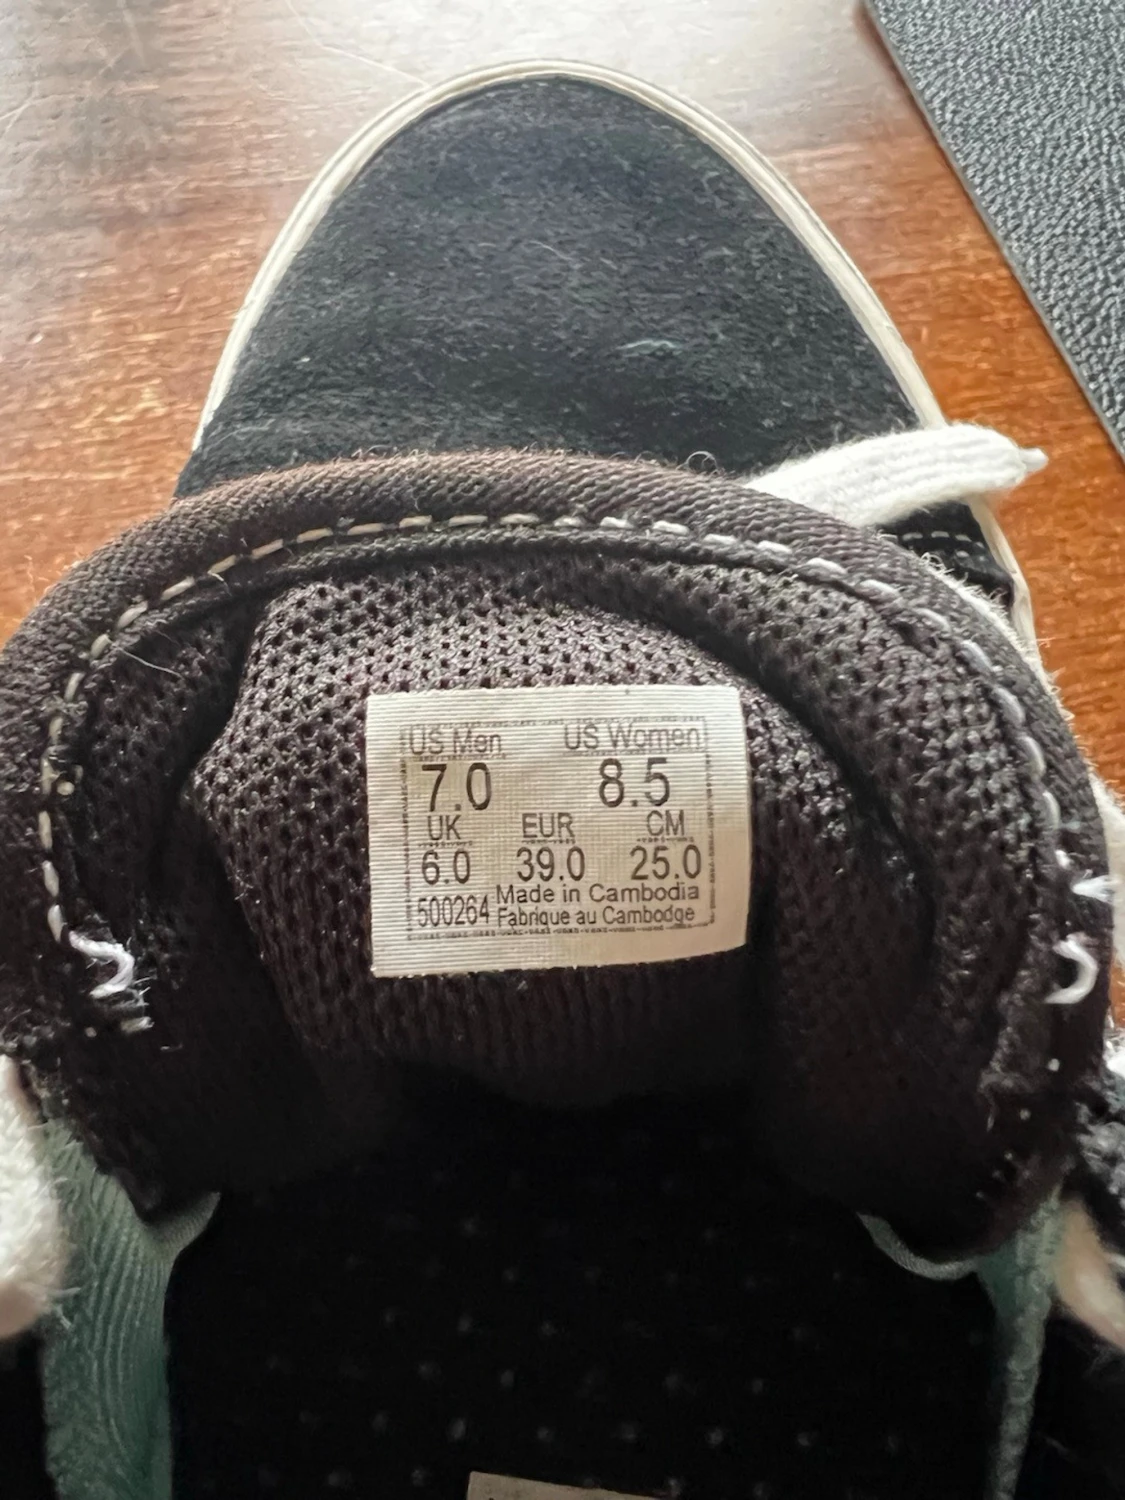 US Men US Women
7.0 8.5
UK EUR CM
6.0 39.0 25.0
500264 Made in Cambodia
Fabriqué au Cambodge